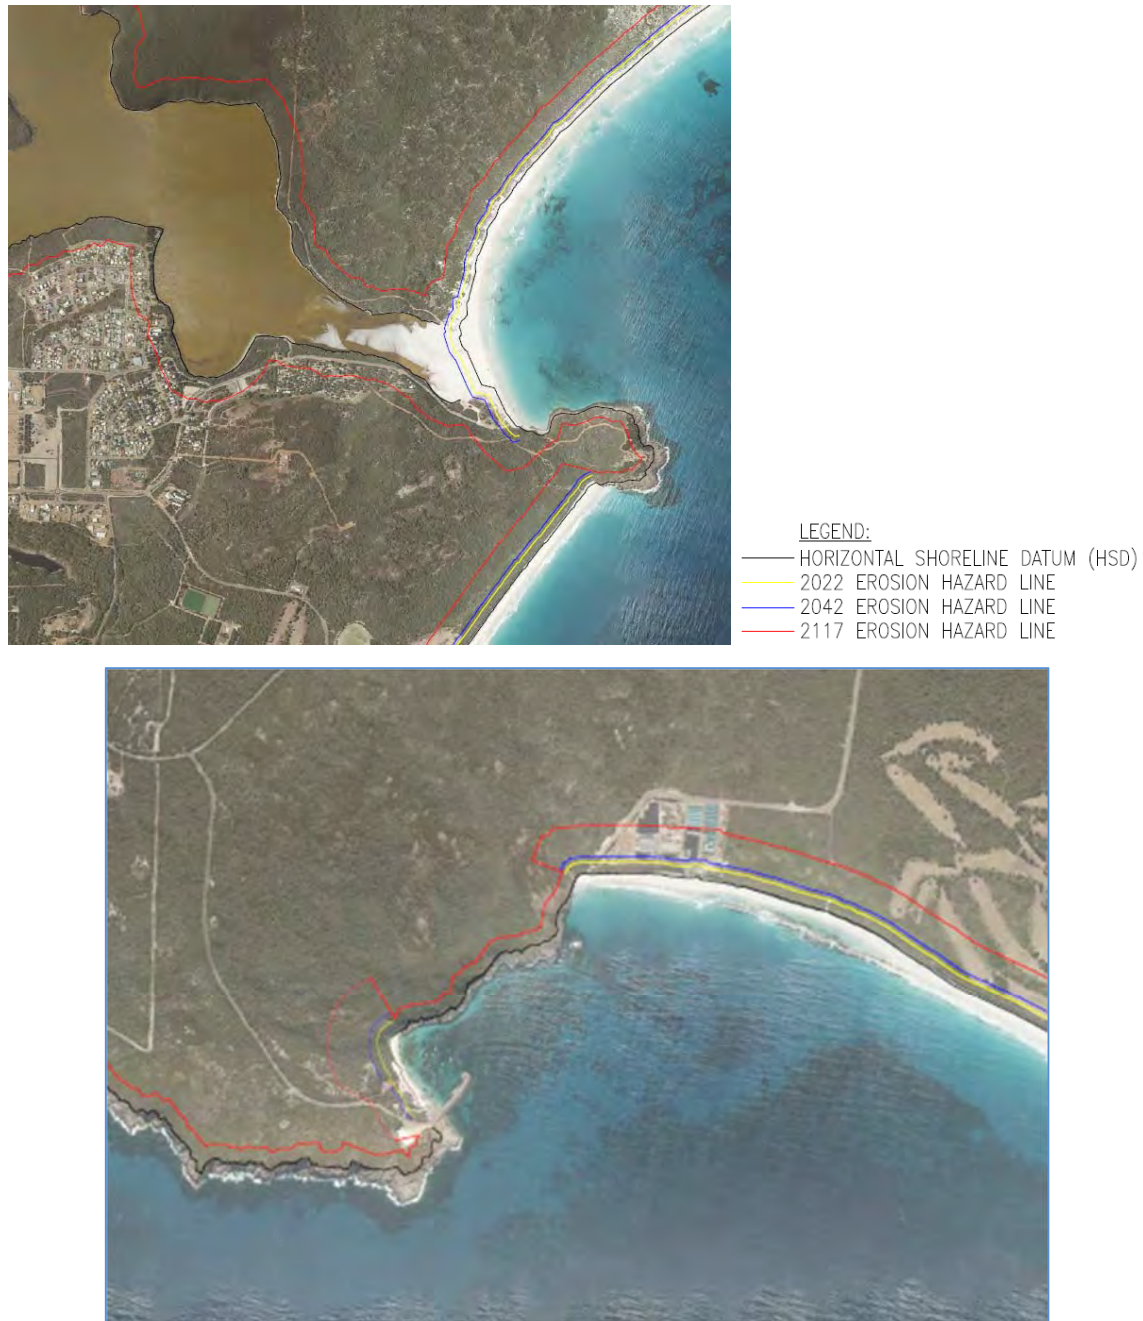 LEGEND:
HORIZONTAL SHORELINE DATUM (HSD)
2022 EROSION HAZARD LINE
2042 EROSION HAZARD LINE
2117 EROSION HAZARD LINE